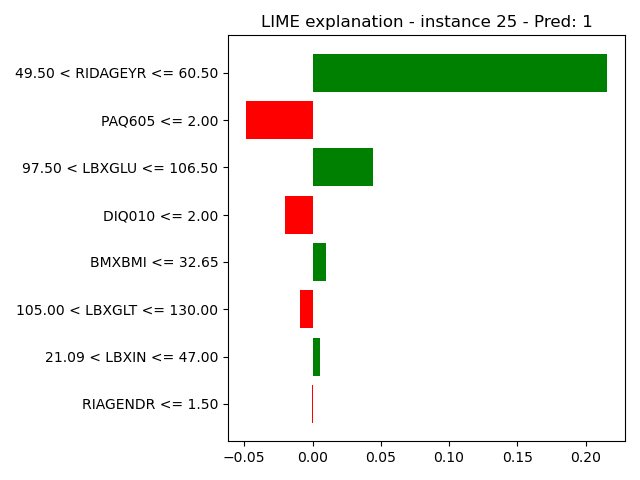 LIME explanation - instance 25 - Pred: 1
49.50 < RIDAGEYR <= 60.50
PAQ605 <= 2.00
97.50 < LBXGLU <= 106.50
DIQ010 <= 2.00
BMXBMI <= 32.65
105.00 < LBXGLT <= 130.00
21.09 < LBXIN <= 47.00
RIAGENDR <= 1.50
−0.05 0.00 0.05 0.10 0.15 0.20